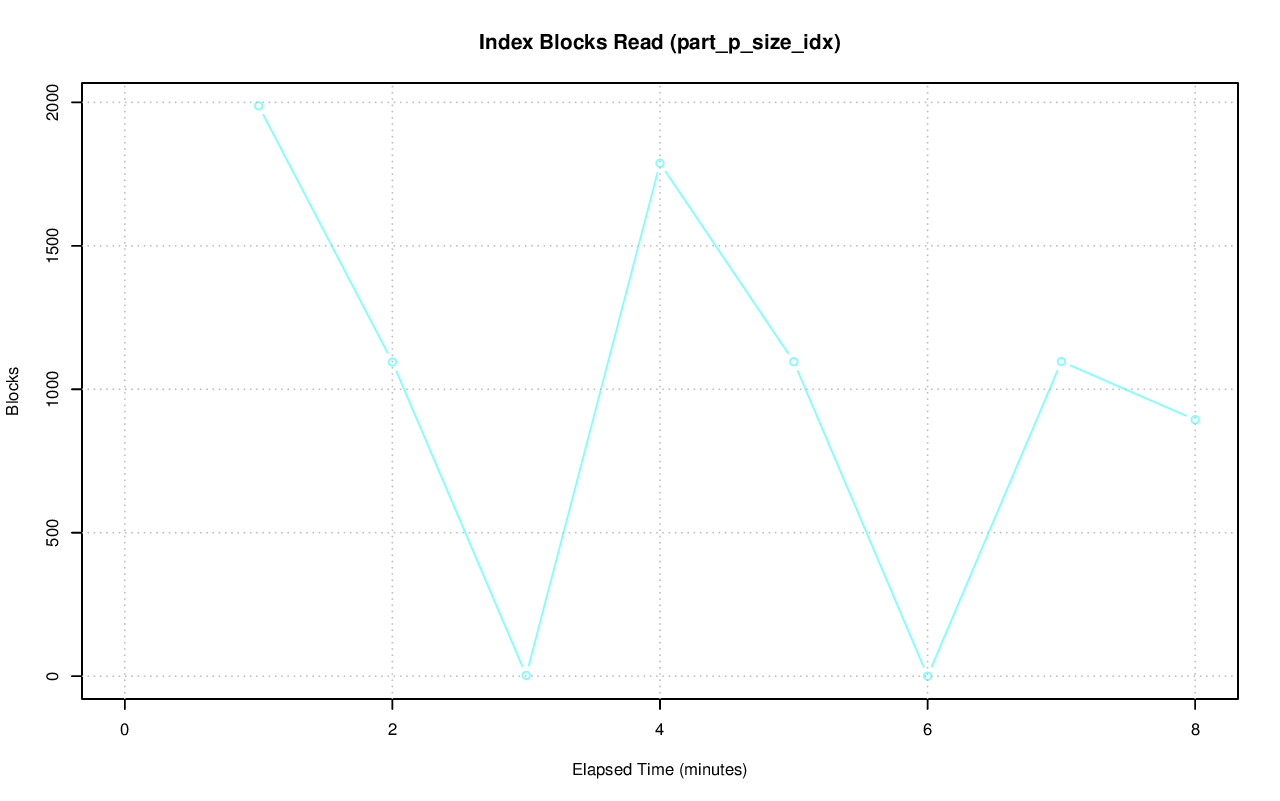 Index Blocks Read (part_p_size_idx)
2000
1500
1000
500
0
Blocks
0 2 4 6 8
Elapsed Time (minutes)